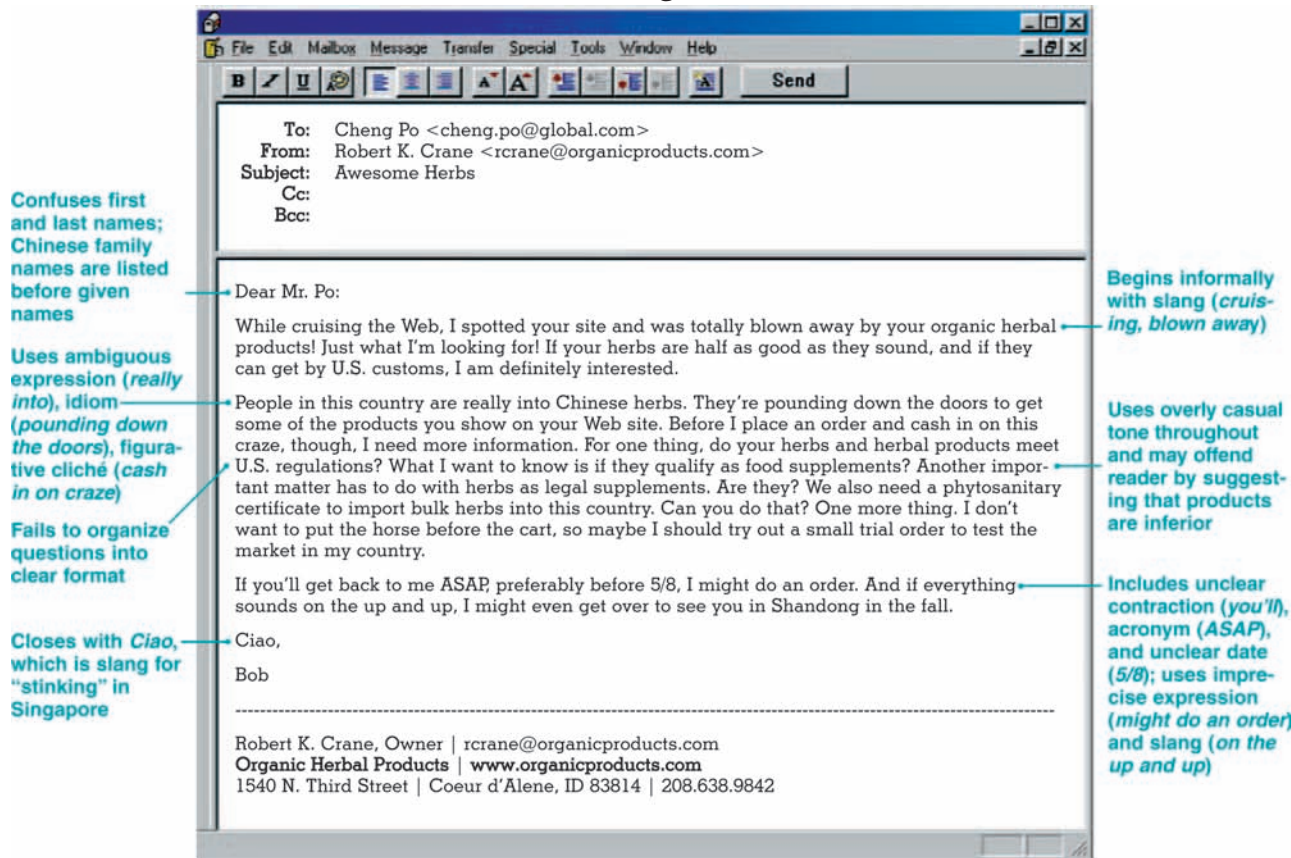 File Edit Mailbox Message Transfer Special Tools Window Help
B I U A A A Send
To: Cheng Po <cheng.po@global.com>
From: Robert K. Crane <rcrane@organicproducts.com>
Subject: Awesome Herbs
Cc:
Bcc:
Confuses first
and last names;
Chinese family
names are listed
before given
names
Uses ambiguous
expression (really
into), idiom
(pounding down
the doors), figura-
tive cliché (cash
in on craze)
Fails to organize
questions into
clear format
Closes with Ciao,
which is slang for
“stinking” in
Singapore
Dear Mr. Po:
While cruising the Web, I spotted your site and was totally blown away by your organic herbal
products! Just what I'm looking for! If your herbs are half as good as they sound, and if they
can get by U.S. customs, I am definitely interested.
People in this country are really into Chinese herbs. They're pounding down the doors to get
some of the products you show on your Web site. Before I place an order and cash in on this
craze, though, I need more information. For one thing, do your herbs and herbal products meet
U.S. regulations? What I want to know is if they qualify as food supplements? Another impor-
tant matter has to do with herbs as legal supplements. Are they? We also need a phytosanitary
certificate to import bulk herbs into this country. Can you do that? One more thing. I don't
want to put the horse before the cart, so maybe I should try out a small trial order to test the
market in my country.
If you'll get back to me ASAP, preferably before 5/8, I might do an order. And if everything
sounds on the up and up, I might even get over to see you in Shandong in the fall.
Ciao,
Bob
Robert K. Crane, Owner | rcrane@organicproducts.com
Organic Herbal Products | www.organicproducts.com
1540 N. Third Street | Coeur d'Alene, ID 83814 | 208.638.9842
Begins informally
with slang (cruis-
ing, blown away)
Uses overly casual
tone throughout
and may offend
reader by suggest-
ing that products
are inferior
Includes unclear
contraction (you'll),
acronym (ASAP),
and unclear date
(5/8); uses impre-
cise expression
(might do an order)
and slang (on the
up and up)